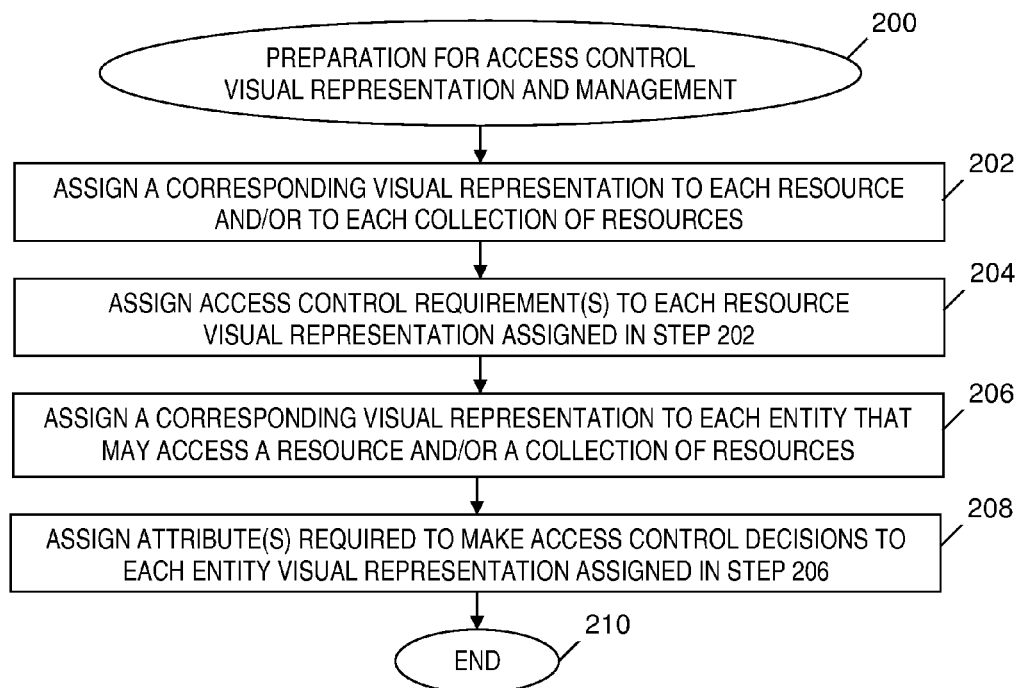 200
PREPARATION FOR ACCESS CONTROL
VISUAL REPRESENTATION AND MANAGEMENT
202
ASSIGN A CORRESPONDING VISUAL REPRESENTATION TO EACH RESOURCE
AND/OR TO EACH COLLECTION OF RESOURCES
204
ASSIGN ACCESS CONTROL REQUIREMENT(S) TO EACH RESOURCE
VISUAL REPRESENTATION ASSIGNED IN STEP 202
206
ASSIGN A CORRESPONDING VISUAL REPRESENTATION TO EACH ENTITY THAT
MAY ACCESS A RESOURCE AND/OR A COLLECTION OF RESOURCES
208
ASSIGN ATTRIBUTE(S) REQUIRED TO MAKE ACCESS CONTROL DECISIONS TO
EACH ENTITY VISUAL REPRESENTATION ASSIGNED IN STEP 206
210
END